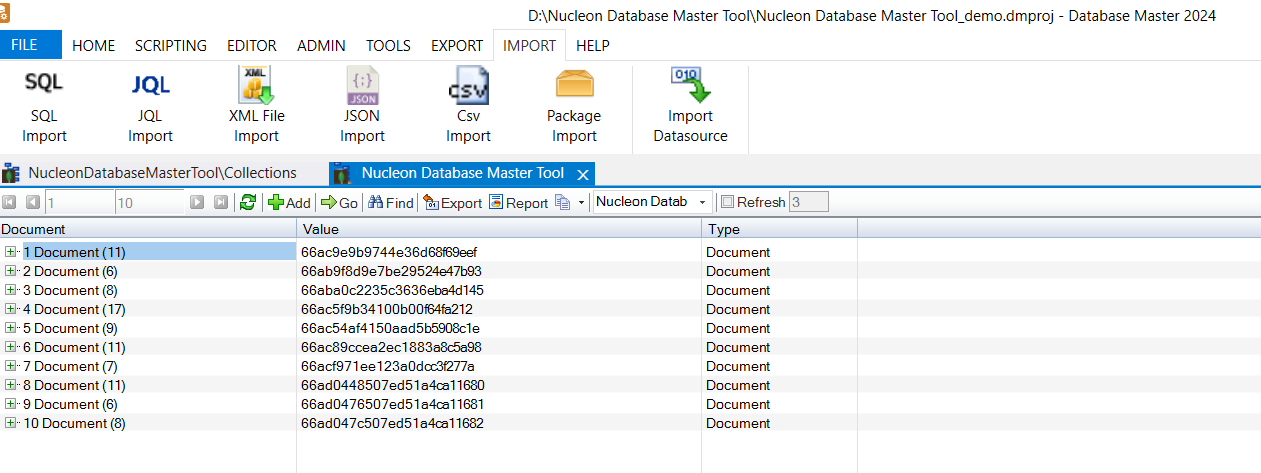 D:\Nucleon Database Master Tool\Nucleon Database Master Tool_demo.dmproj - Database Master 2024
FILE HOME SCRIPTING EDITOR ADMIN TOOLS EXPORT IMPORT HELP
SQL JQL XML {;} JSON CSV 010
SQL Import JQL Import XML File Import JSON Import Csv Import Package Import Import Datasource
NucleonDatabaseMasterTool\Collections Nucleon Database Master Tool
1 10 Add Go Find Export Report Nucleon Datab Refresh 3
Document Value Type
1 Document (11) 66ac9e9b9744e36d68f69eef Document
2 Document (6) 66ab9f8d9e7be29524e47b93 Document
3 Document (8) 66aba0c2235c3636eba4d145 Document
4 Document (17) 66ac5f9b34100b00f64fa212 Document
5 Document (9) 66ac54af4150aad5b5908c1e Document
6 Document (11) 66ac89ccea2ec1883a8c5a98 Document
7 Document (7) 66acf971ee123a0dcc3f277a Document
8 Document (11) 66ad0448507ed51a4ca11680 Document
9 Document (6) 66ad0476507ed51a4ca11681 Document
10 Document (8) 66ad047c507ed51a4ca11682 Document